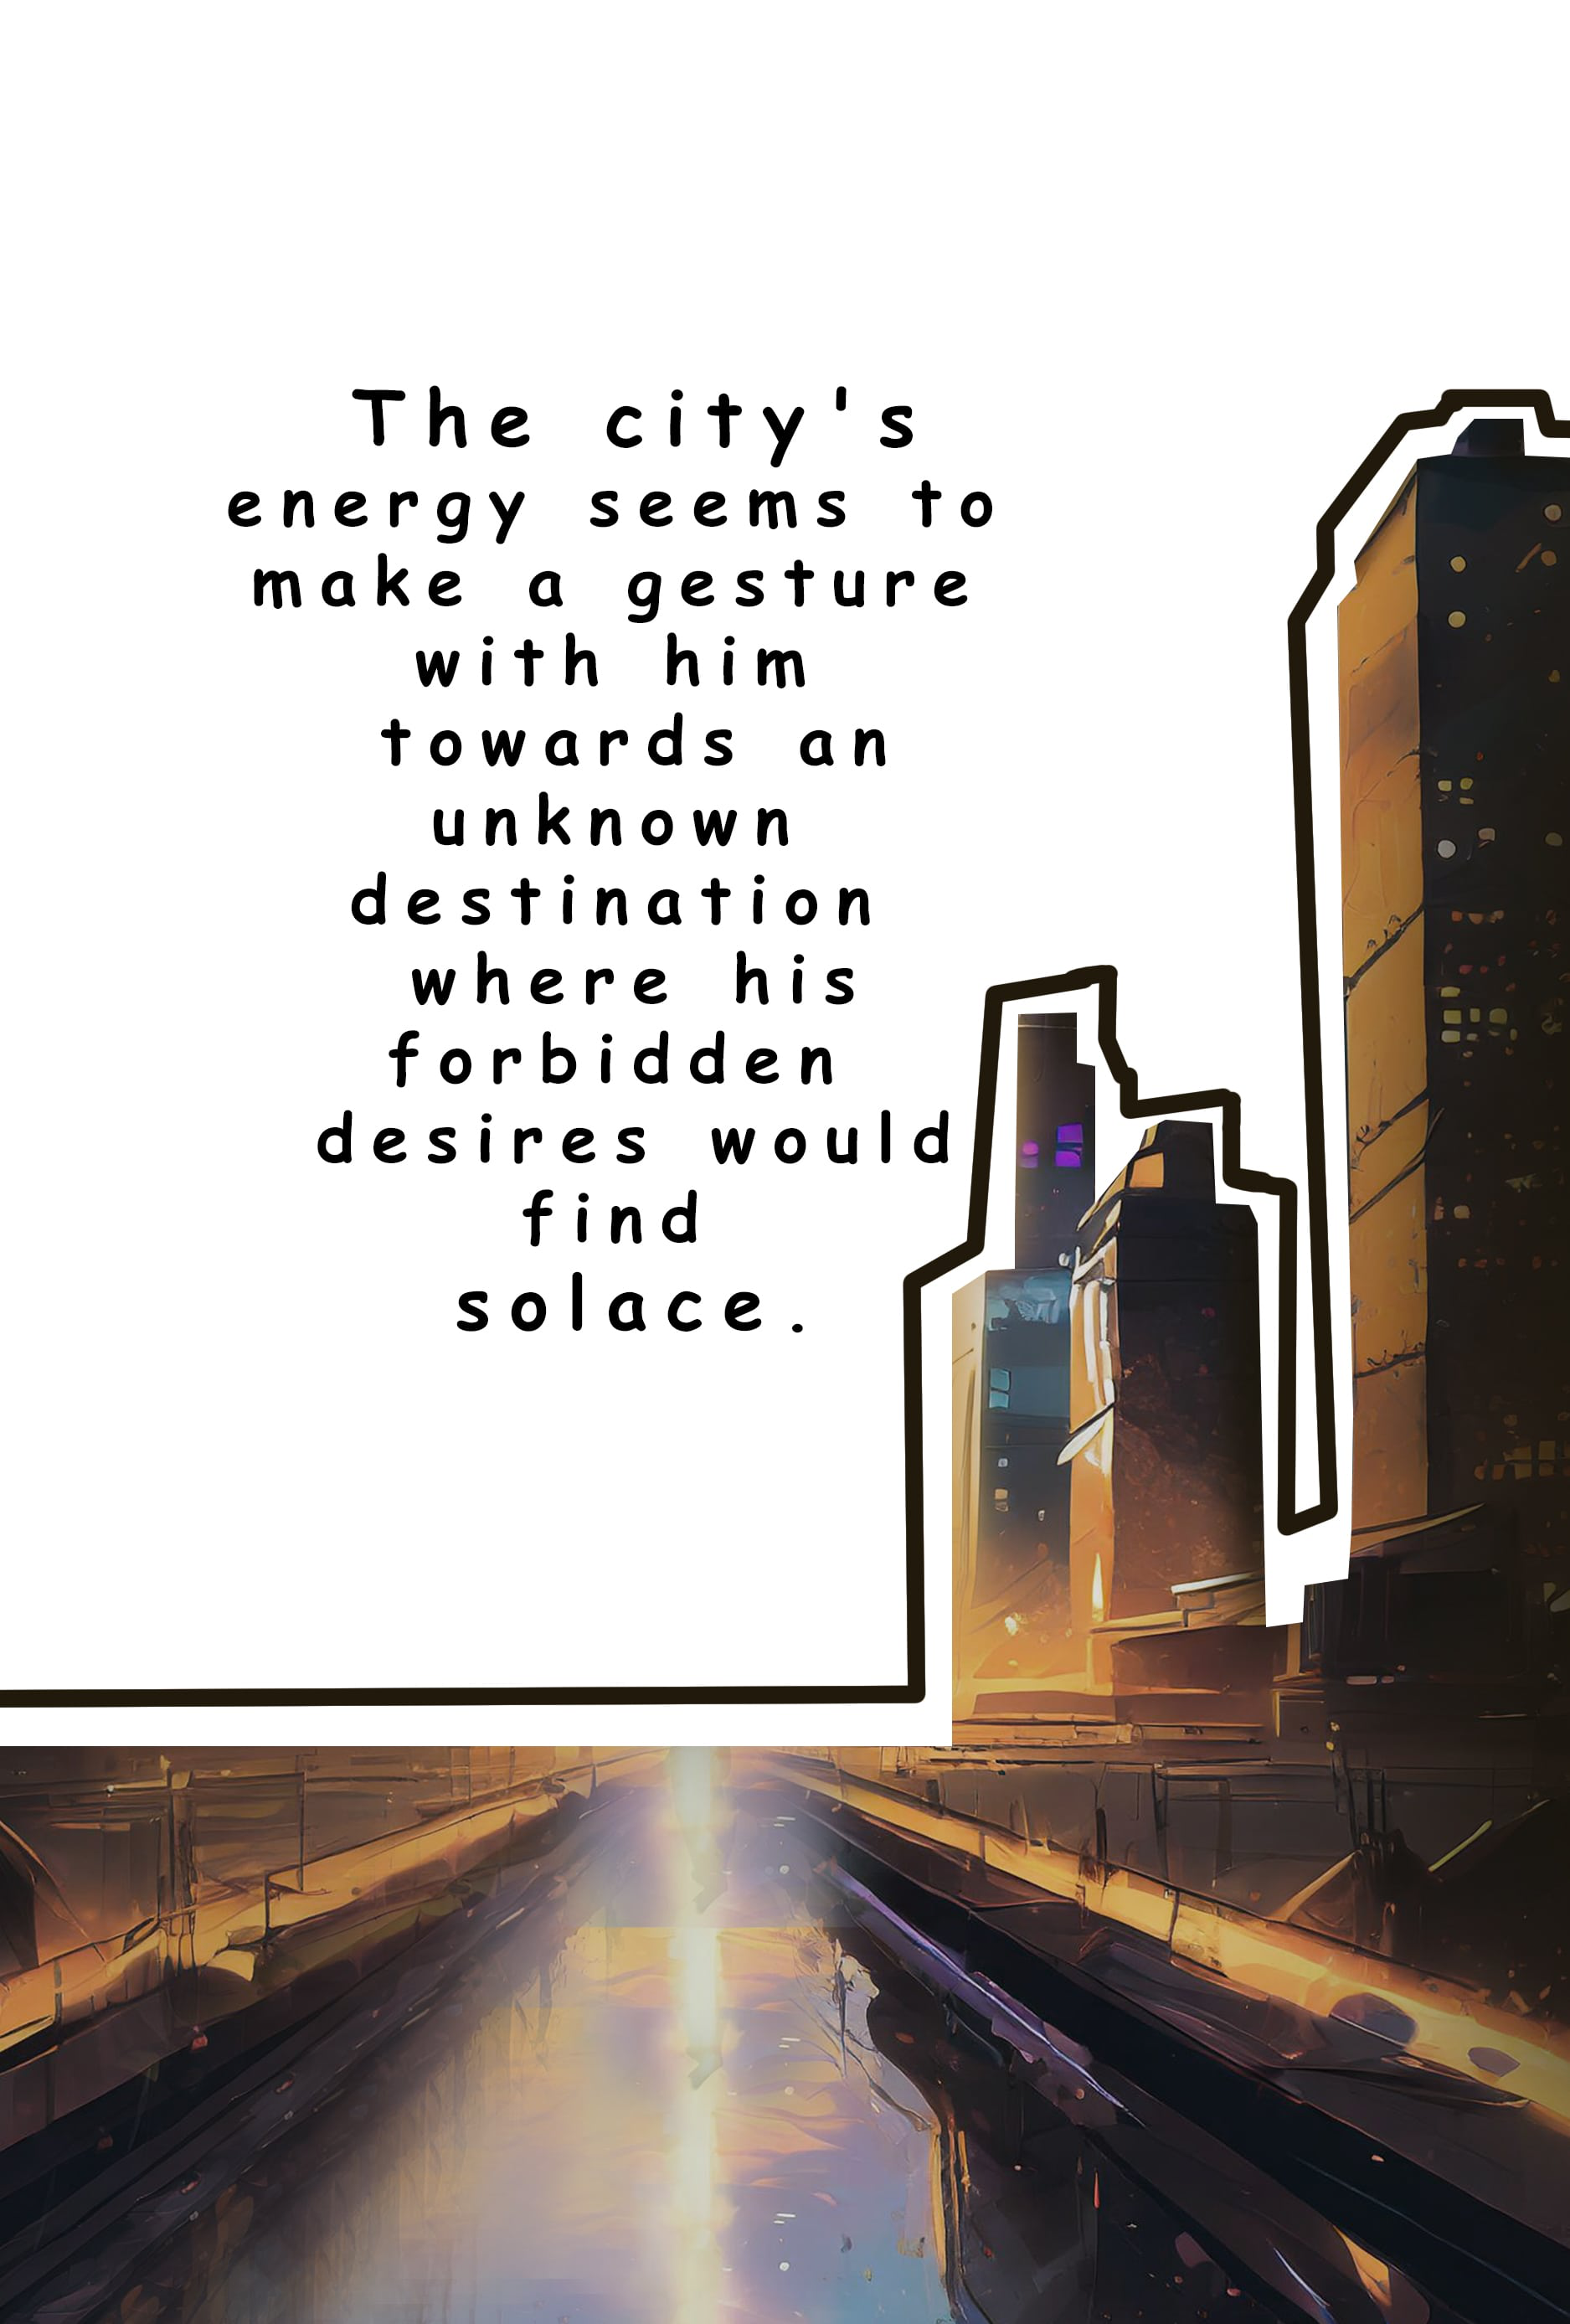 The city's
energy seems to
make a gesture
with him
towards an
unknown
destination
where his
forbidden
desires would
find
solace.